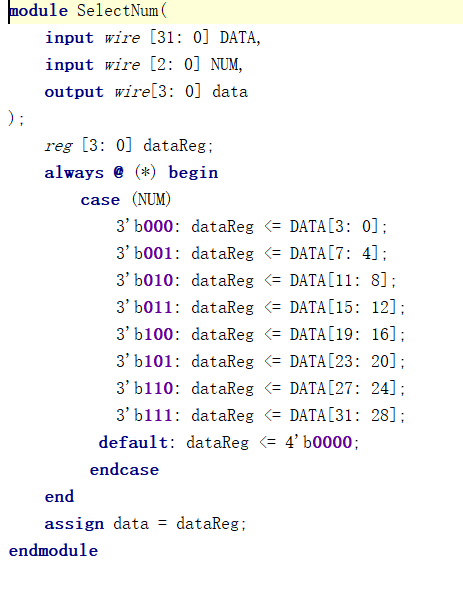 module SelectNum(
input wire [31: 0] DATA,
input wire [2: 0] NUM,
output wire[3: 0] data
);
reg [3: 0] dataReg;
always @ (*) begin
case (NUM)
3'b000: dataReg <= DATA[3: 0];
3'b001: dataReg <= DATA[7: 4];
3'b010: dataReg <= DATA[11: 8];
3'b011: dataReg <= DATA[15: 12];
3'b100: dataReg <= DATA[19: 16];
3'b101: dataReg <= DATA[23: 20];
3'b110: dataReg <= DATA[27: 24];
3'b111: dataReg <= DATA[31: 28];
default: dataReg <= 4'b0000;
endcase
end
assign data = dataReg;
endmodule